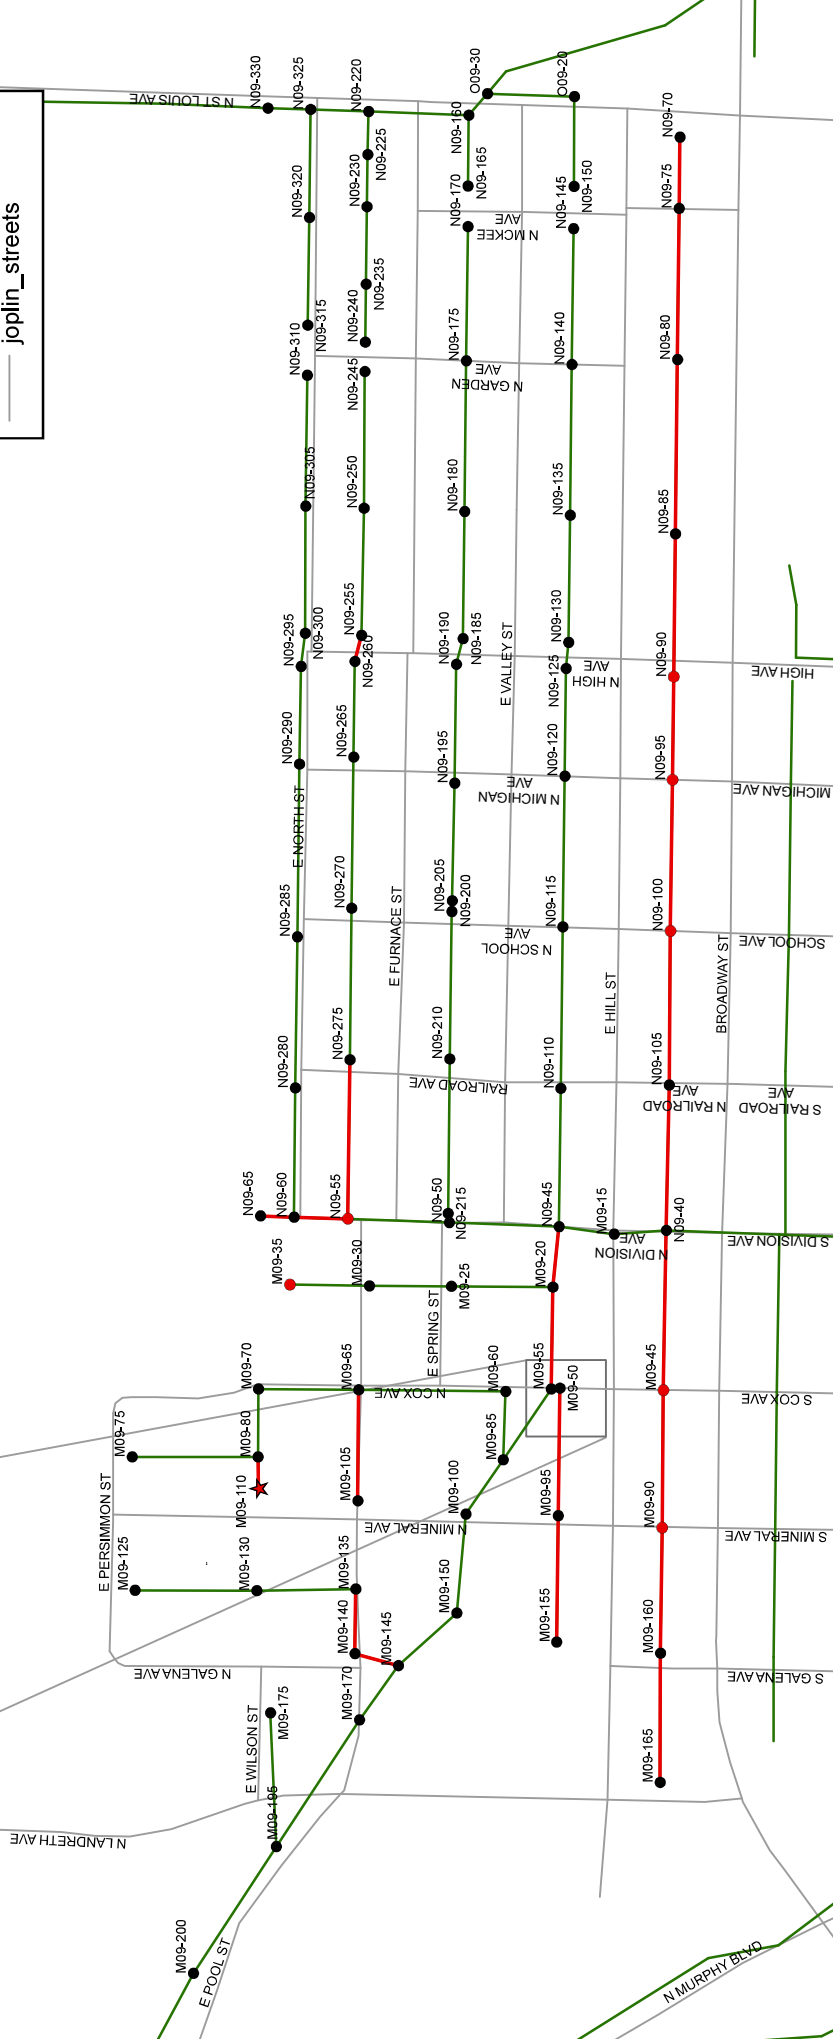 joplin_streets
N ST LOUIS AVE
N09-330
N09-325
N09-220
O09-30
O09-20
N09-160
N09-70
N09-225
N09-230
N09-165
N09-170
N09-150
N09-145
N09-75
N09-320
N MCKEE
AVE
N09-235
N09-240
N09-315
N09-310
N09-245
N09-175
N09-140
N09-80
N GARDEN
AVE
N09-305
N09-250
N09-180
N09-135
N09-85
N09-255
N09-260
N09-295
N09-300
N09-190
N09-185
E VALLEY ST
N09-130
N09-125
N HIGH
AVE
N09-90
HIGH AVE
N09-290
N09-265
N09-195
N09-120
N09-95
N MICHIGAN
AVE
MICHIGAN AVE
E NORTH ST
N09-285
N09-270
E FURNACE ST
N09-205
N09-200
N09-115
N09-100
N SCHOOL
AVE
SCHOOL AVE
E HILL ST
BROADWAY ST
N09-280
N09-275
N09-210
N09-110
N09-105
RAILROAD AVE
N RAILROAD
AVE
S RAILROAD
AVE
N09-65
N09-60
N09-55
N09-50
N09-215
N09-45
M09-15
N09-40
N DIVISION
AVE
S DIVISION AVE
M09-35
M09-30
M09-25
M09-20
E SPRING ST
M09-70
M09-65
M09-60
M09-55
M09-50
M09-45
N COX AVE
S COX AVE
M09-75
M09-80
M09-85
M09-110
M09-105
M09-100
M09-95
M09-90
E PERSIMMON ST
N MINERAL AVE
S MINERAL AVE
M09-125
M09-130
M09-135
M09-140
M09-145
M09-150
M09-155
M09-160
N GALENA AVE
S GALENA AVE
M09-170
M09-175
E WILSON ST
M09-165
M09-195
N LANDRETH AVE
M09-200
E POOL ST
N MURPHY BLVD